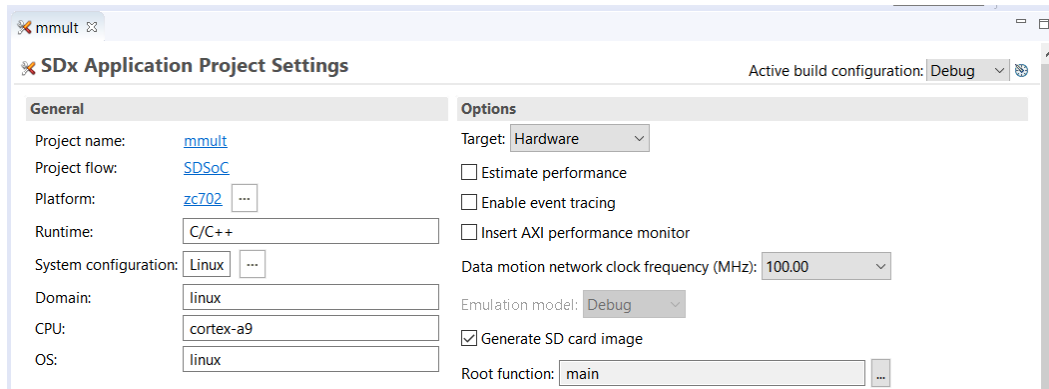 mmult
SDx Application Project Settings
Active build configuration: Debug
General
Project name: mmult
Project flow: SDSoC
Platform: zc702 ...
Runtime: C/C++
System configuration: Linux ...
Domain: linux
CPU: cortex-a9
OS: linux
Options
Target: Hardware
Estimate performance
Enable event tracing
Insert AXI performance monitor
Data motion network clock frequency (MHz): 100.00
Emulation model: Debug
Generate SD card image
Root function: main ...